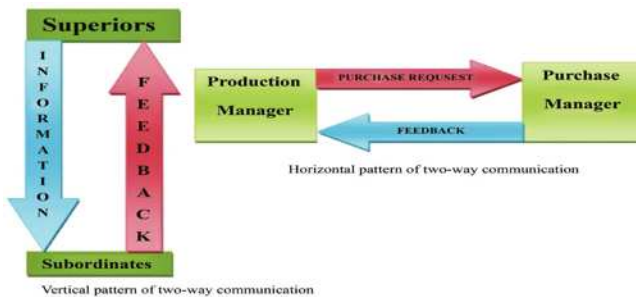 Superiors
INFORMATION
FEEDBACK
Subordinates
Vertical pattern of two-way communication
Production
Manager
PURCHASE REQUSEST
Purchase
Manager
FEEDBACK
Horizontal pattern of two-way communication